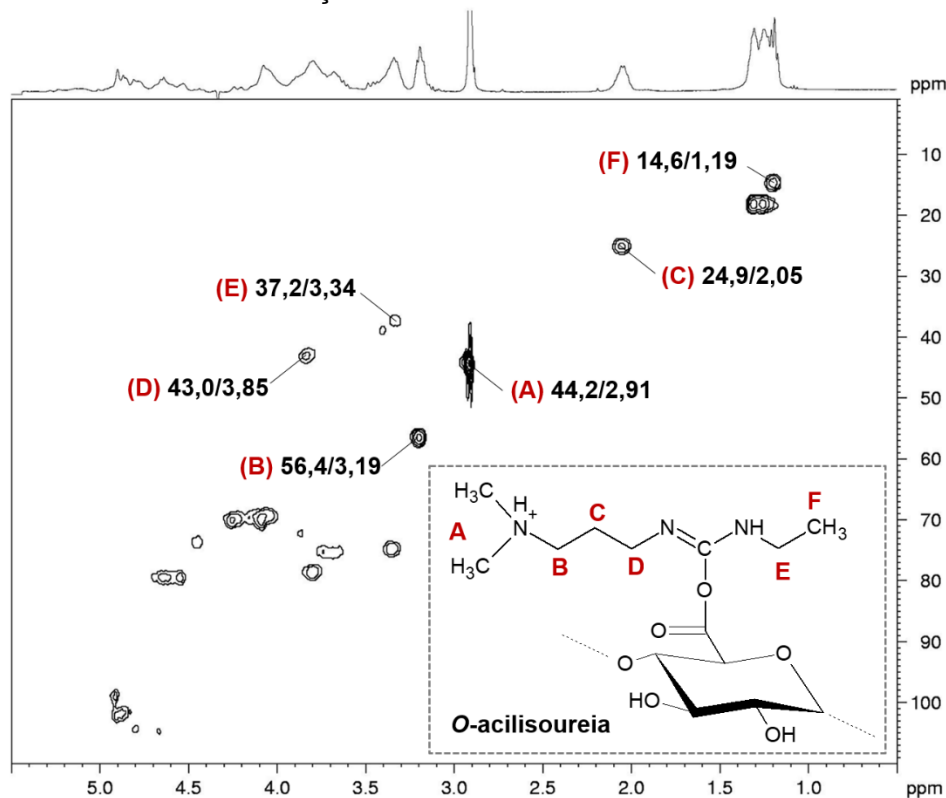 ppm
10
(F) 14,6/1,19
20
(C) 24,9/2,05
30
(E) 37,2/3,34
40
(D) 43,0/3,85
(A) 44,2/2,91
50
(B) 56,4/3,19
60
H3C
H
+
N
A
H3C
B
C
D
N
NH
F
CH3
E
O
O
O
O
HO
OH
O-acilisoureia
70
80
90
100
5.0 4.5 4.0 3.5 3.0 2.5 2.0 1.5 1.0 ppm